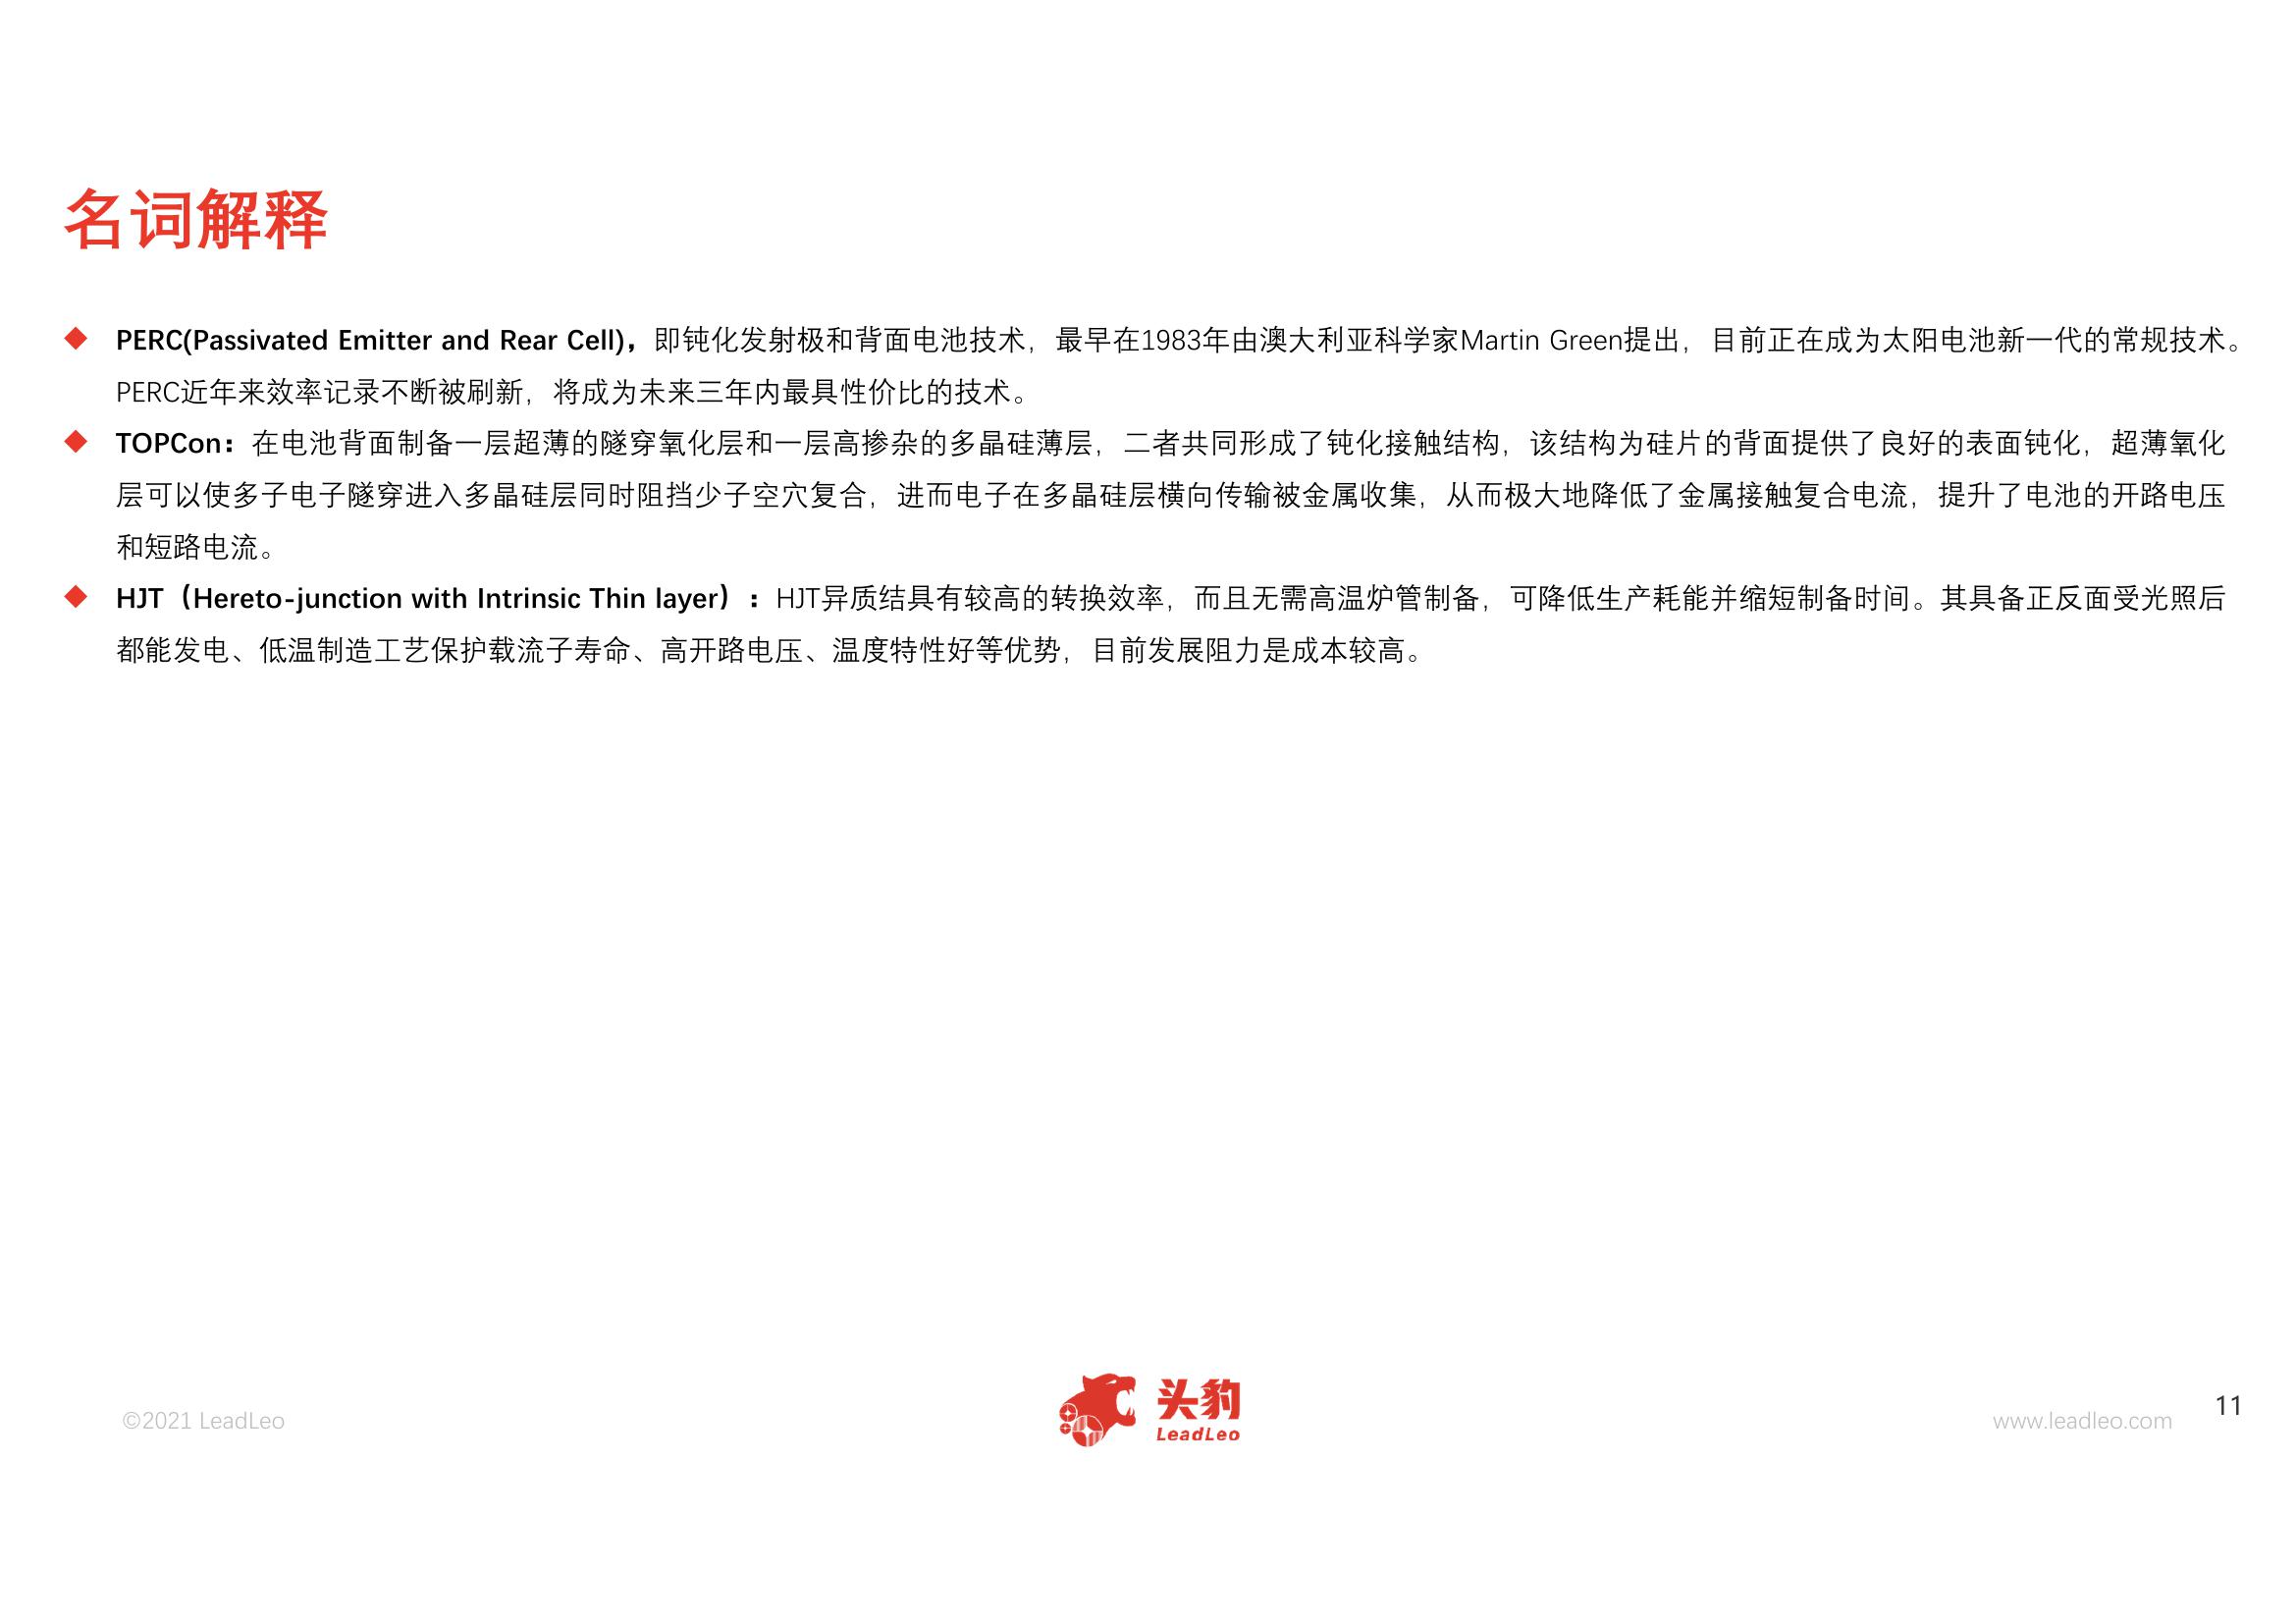 名词解释
PERC(Passivated Emitter and Rear Cell)，即钝化发射极和背面电池技术，最早在1983年由澳大利亚科学家Martin Green提出，目前正在成为太阳电池新一代的常规技术。
PERC近年来效率记录不断被刷新，将成为未来三年内最具性价比的技术。
TOPCon：在电池背面制备一层超薄的隧穿氧化层和一层高掺杂的多晶硅薄层，二者共同形成了钝化接触结构，该结构为硅片的背面提供了良好的表面钝化，超薄氧化
层可以使多子电子隧穿进入多晶硅层同时阻挡少子空穴复合，进而电子在多晶硅层横向传输被金属收集，从而极大地降低了金属接触复合电流，提升了电池的开路电压
和短路电流。
HJT（Hereto-junction with Intrinsic Thin layer）：HJT异质结具有较高的转换效率，而且无需高温炉管制备，可降低生产耗能并缩短制备时间。其具备正反面受光照后
都能发电、低温制造工艺保护载流子寿命、高开路电压、温度特性好等优势，目前发展阻力是成本较高。
©2021 LeadLeo
头豹
LeadLeo
www.leadleo.com
11